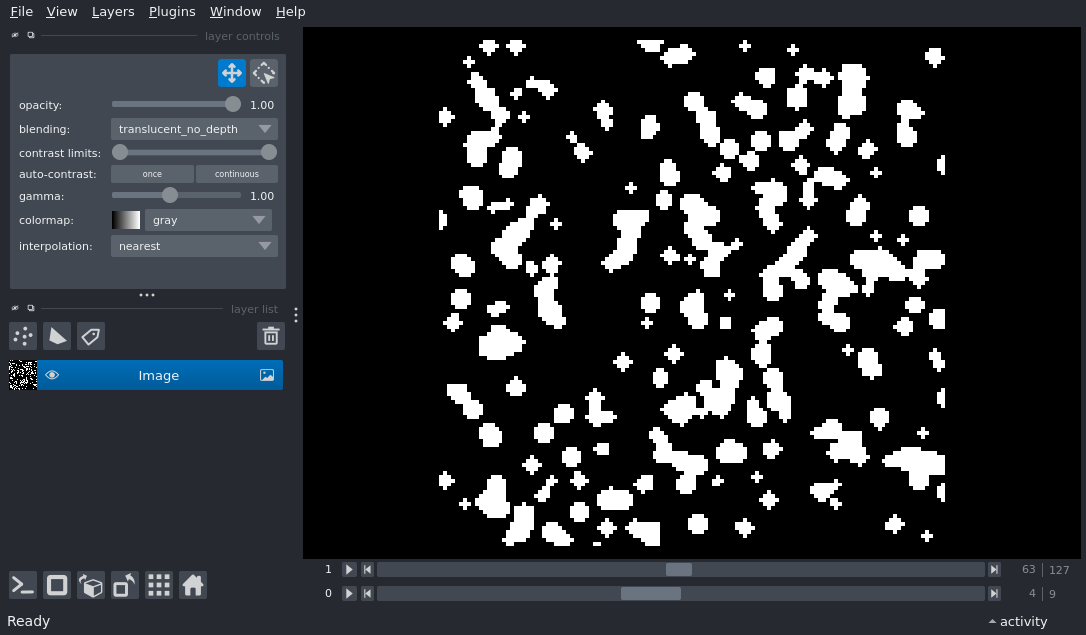 File View Layers Plugins Window Help
layer controls
opacity: 1.00
blending: translucent_no_depth
contrast limits:
auto-contrast: once continuous
gamma: 1.00
colormap: gray
interpolation: nearest
layer list
Image
1 63 127
0 4 9
Ready activity